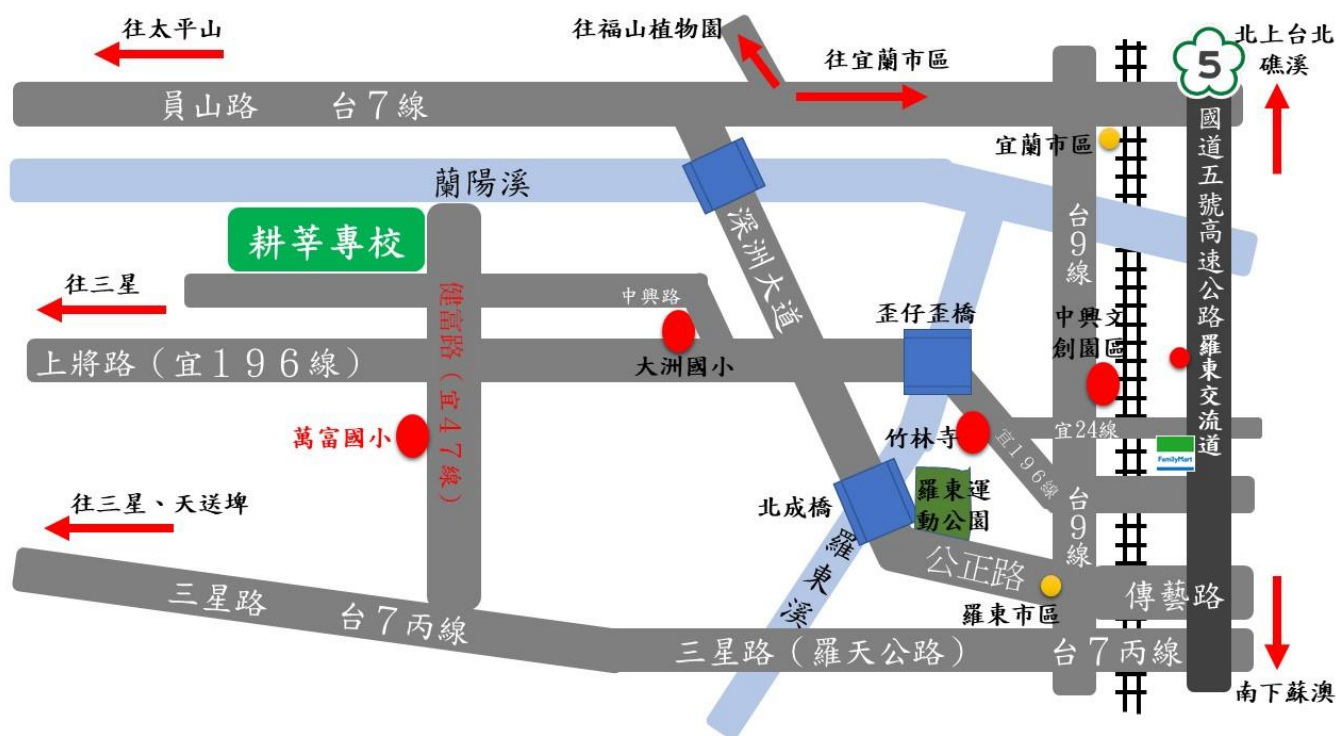 往太平山
往福山植物園
往宜蘭市區
5
北上台北
礁溪
員山路 台7線
宜蘭市區
蘭陽溪
耕莘專校
深洲大道
台9線
國道五號高速公路羅東交流道
往三星
中興路
歪仔歪橋
中興文
創園區
健富路(宜47線)
上將路(宜196線)
大洲國小
萬富國小
竹林寺
宜24線
宜196線
FamilyMart
往三星、天送埤
北成橋
羅東運
動公園
台9線
羅東溪
公正路
三星路 台7丙線
羅東市區
傳藝路
三星路(羅天公路) 台7丙線
南下蘇澳